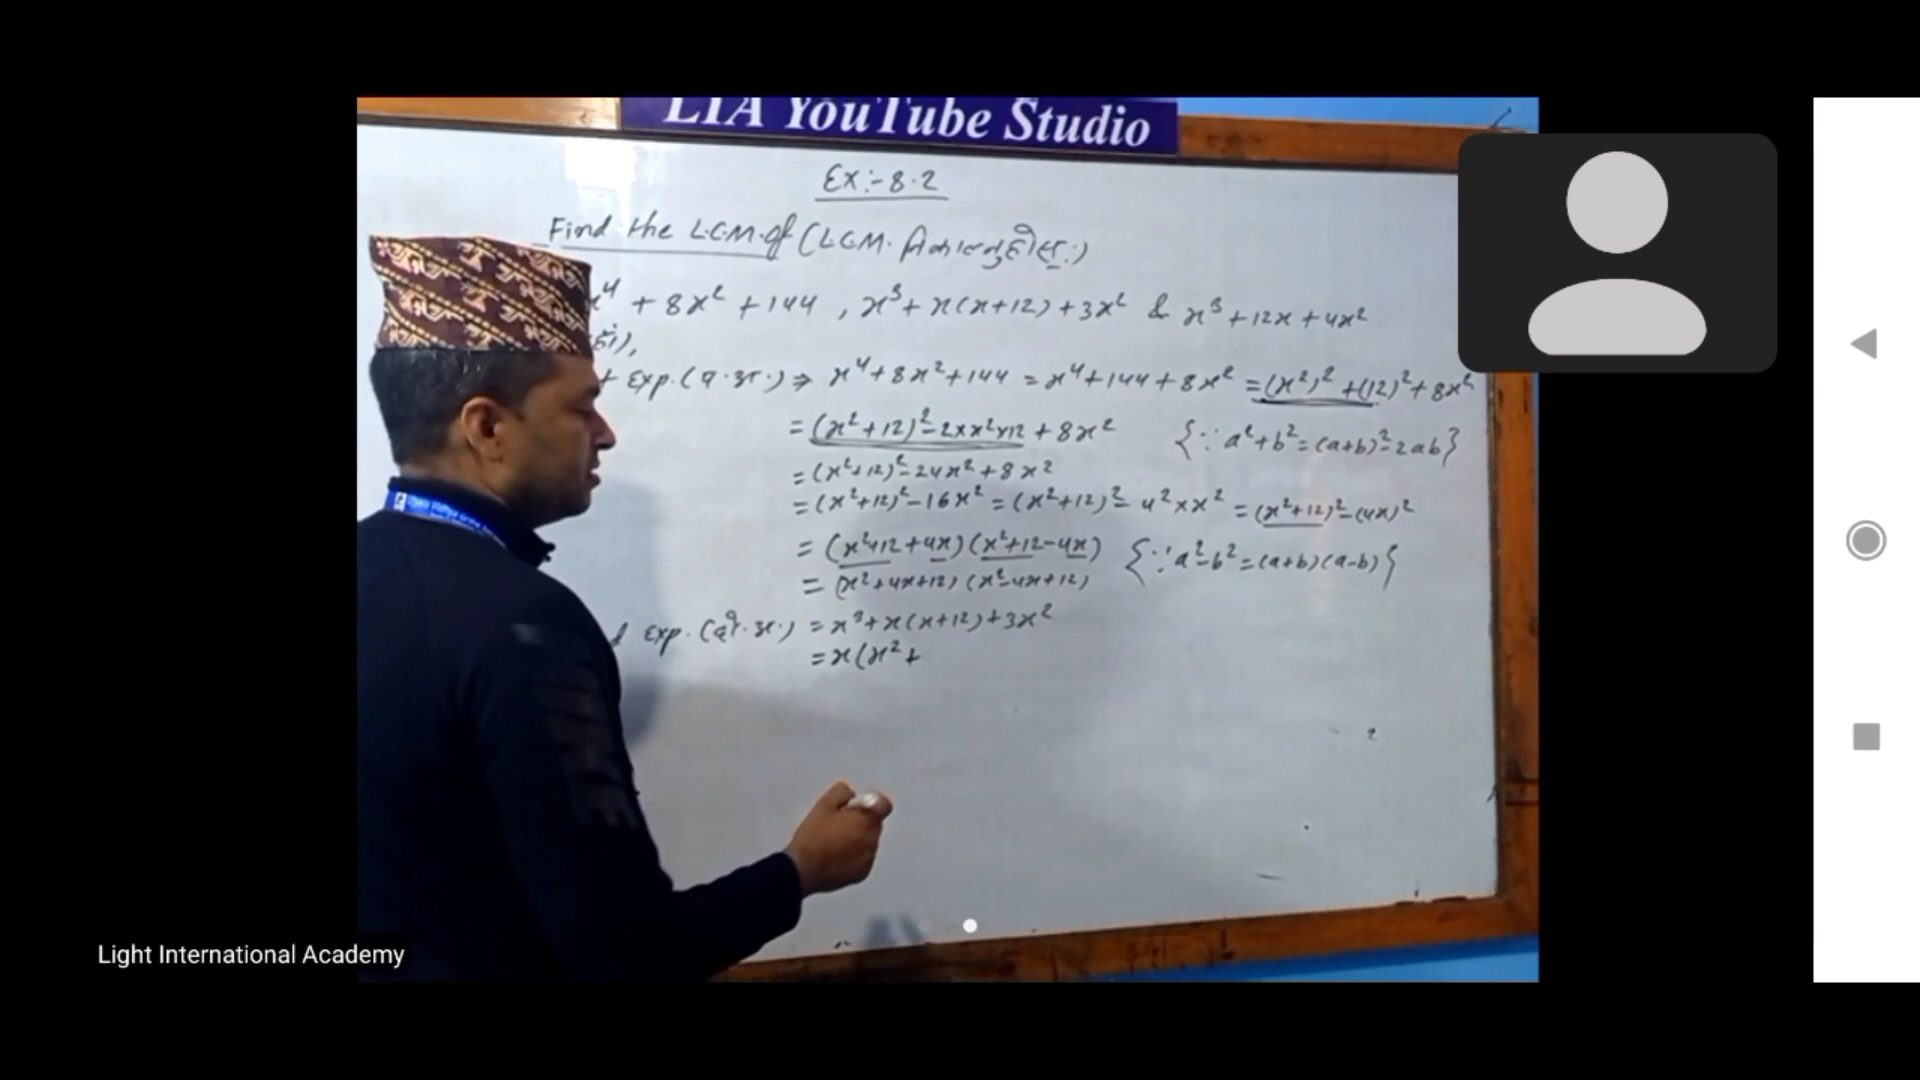 LIA YouTube Studio
Ex:- 8.2
Find the L.C.M. of (L.C.M.
x⁴ + 8x² + 144 , x³ + x(x+12) + 3x² & x³ + 12x + 4x²
Exp. (प.अ.) ⇒ x⁴ + 8x² + 144 = x⁴ + 144 + 8x² = (x²)² + (12)² + 8x²
= (x² + 12)² - 2×x²×12 + 8x² {∵ a² + b² = (a+b)² - 2ab}
= (x² + 12)² - 24x² + 8x²
= (x² + 12)² - 16x² = (x² + 12)² - 4² × x² = (x² + 12)² - (4x)²
= (x² + 12 + 4x) (x² + 12 - 4x) {∵ a² - b² = (a+b) (a-b)}
= (x² + 4x + 12) (x² - 4x + 12)
Exp. (दो.अ.) = x³ + x(x+12) + 3x²
= x(x² +
Light International Academy